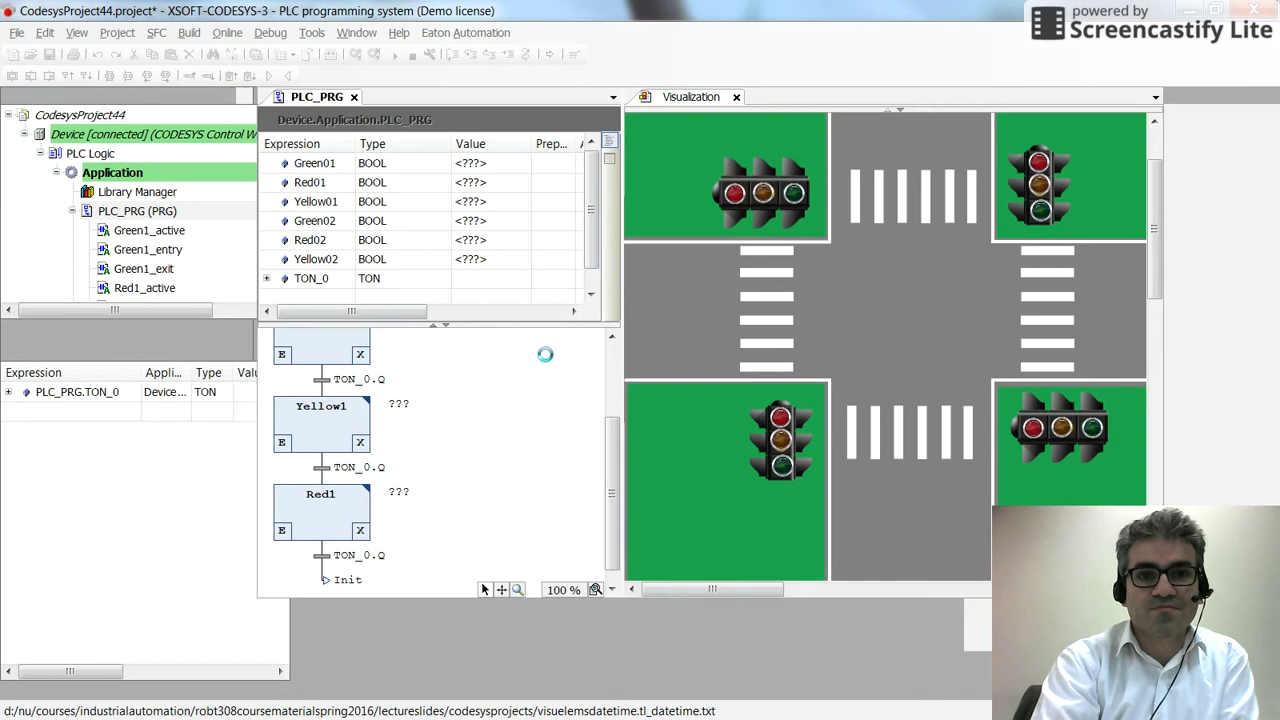 CodesysProject44.project* - XSOFT-CODESYS-3 - PLC programming system (Demo license)
powered by
Screencastify Lite
File Edit View Project SFC Build Online Debug Tools Window Help Eaton Automation
CodesysProject44
Device [connected] (CODESYS Control W
PLC Logic
Application
Library Manager
PLC_PRG (PRG)
Green1_active
Green1_entry
Green1_exit
Red1_active
Expression Appli... Type Valu
PLC_PRG.TON_0 Device... TON
PLC_PRG
Device.Application.PLC_PRG
Expression Type Value Prep... A
Green01 BOOL <???>
Red01 BOOL <???>
Yellow01 BOOL <???>
Green02 BOOL <???>
Red02 BOOL <???>
Yellow02 BOOL <???>
TON_0 TON
E X
TON_0.Q
Yellow1 ???
E X
TON_0.Q
Red1 ???
E X
TON_0.Q
Init
100 %
Visualization
d:/nu/courses/industrialautomation/robt308coursematerialspring2016/lectureslides/codesysprojects/visuelemsdatetime.tl_datetime.txt